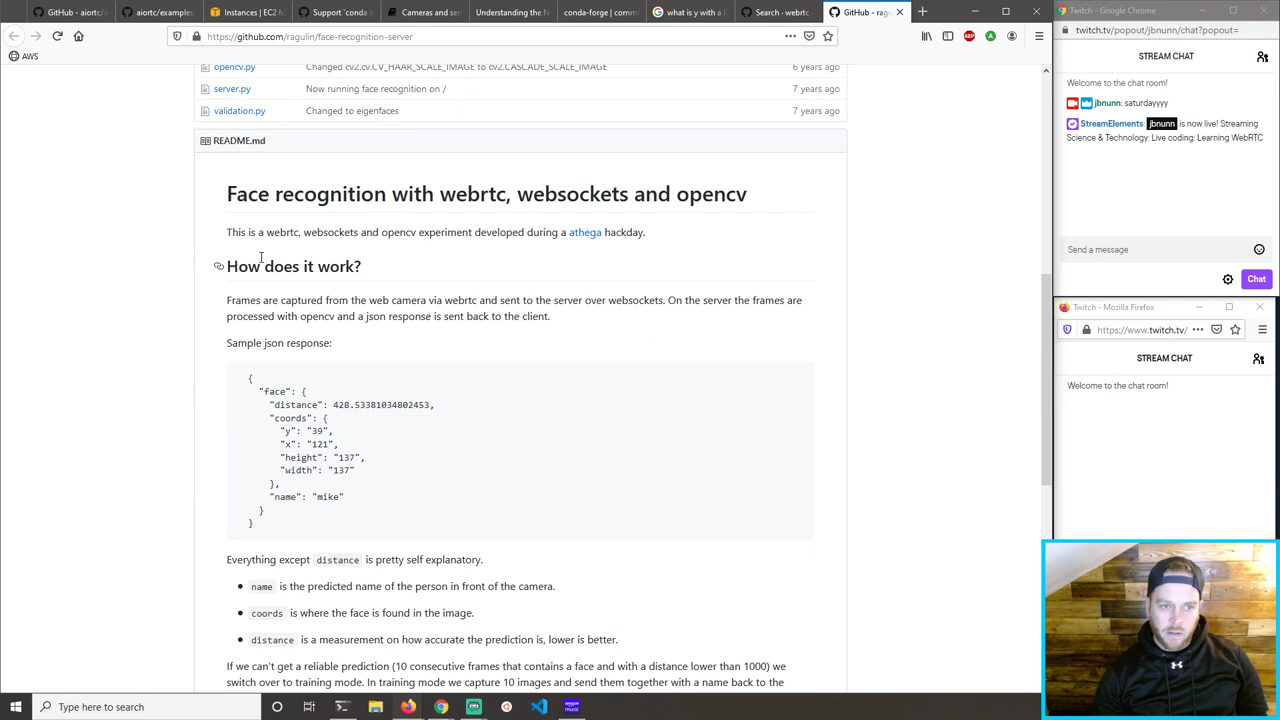 GitHub - aiortc/a
aiortc/examples
Instances | EC2 M
Support `conda i
Cameras and sen
Understanding the N
conda-forge | comm
what is y with a l
Search · webrtc
GitHub - ragu
https://github.com/ragulin/face-recognition-server
ABP
AWS
opencv.py Changed cv2.cv.CV_HAAR_SCALE_IMAGE to cv2.CASCADE_SCALE_IMAGE 6 years ago
server.py Now running face recognition on / 7 years ago
validation.py Changed to eigenfaces 7 years ago
README.md
Face recognition with webrtc, websockets and opencv
This is a webrtc, websockets and opencv experiment developed during a athega hackday.
How does it work?
Frames are captured from the web camera via webrtc and sent to the server over websockets. On the server the frames are
processed with opencv and a json response is sent back to the client.
Sample json response:
{
"face": {
"distance": 428.53381034802453,
"coords": {
"y": "39",
"x": "121",
"height": "137",
"width": "137"
},
"name": "mike"
}
}
Everything except distance is pretty self explanatory.
name is the predicted name of the person in front of the camera.
coords is where the face is found in the image.
distance is a measurement on how accurate the prediction is, lower is better.
If we can't get a reliable prediction (10 consecutive frames that contains a face and with a distance lower than 1000) we
switch over to training mode. In training mode we capture 10 images and send them together with a name back to the
Twitch - Google Chrome
twitch.tv/popout/jbnunn/chat?popout=
STREAM CHAT
Welcome to the chat room!
jbnunn: saturdayyyy
StreamElements: jbnunn is now live! Streaming
Science & Technology: Live coding: Learning WebRTC
Send a message
Chat
Twitch - Mozilla Firefox
https://www.twitch.tv/
STREAM CHAT
Welcome to the chat room!
Type here to search
amazon
music